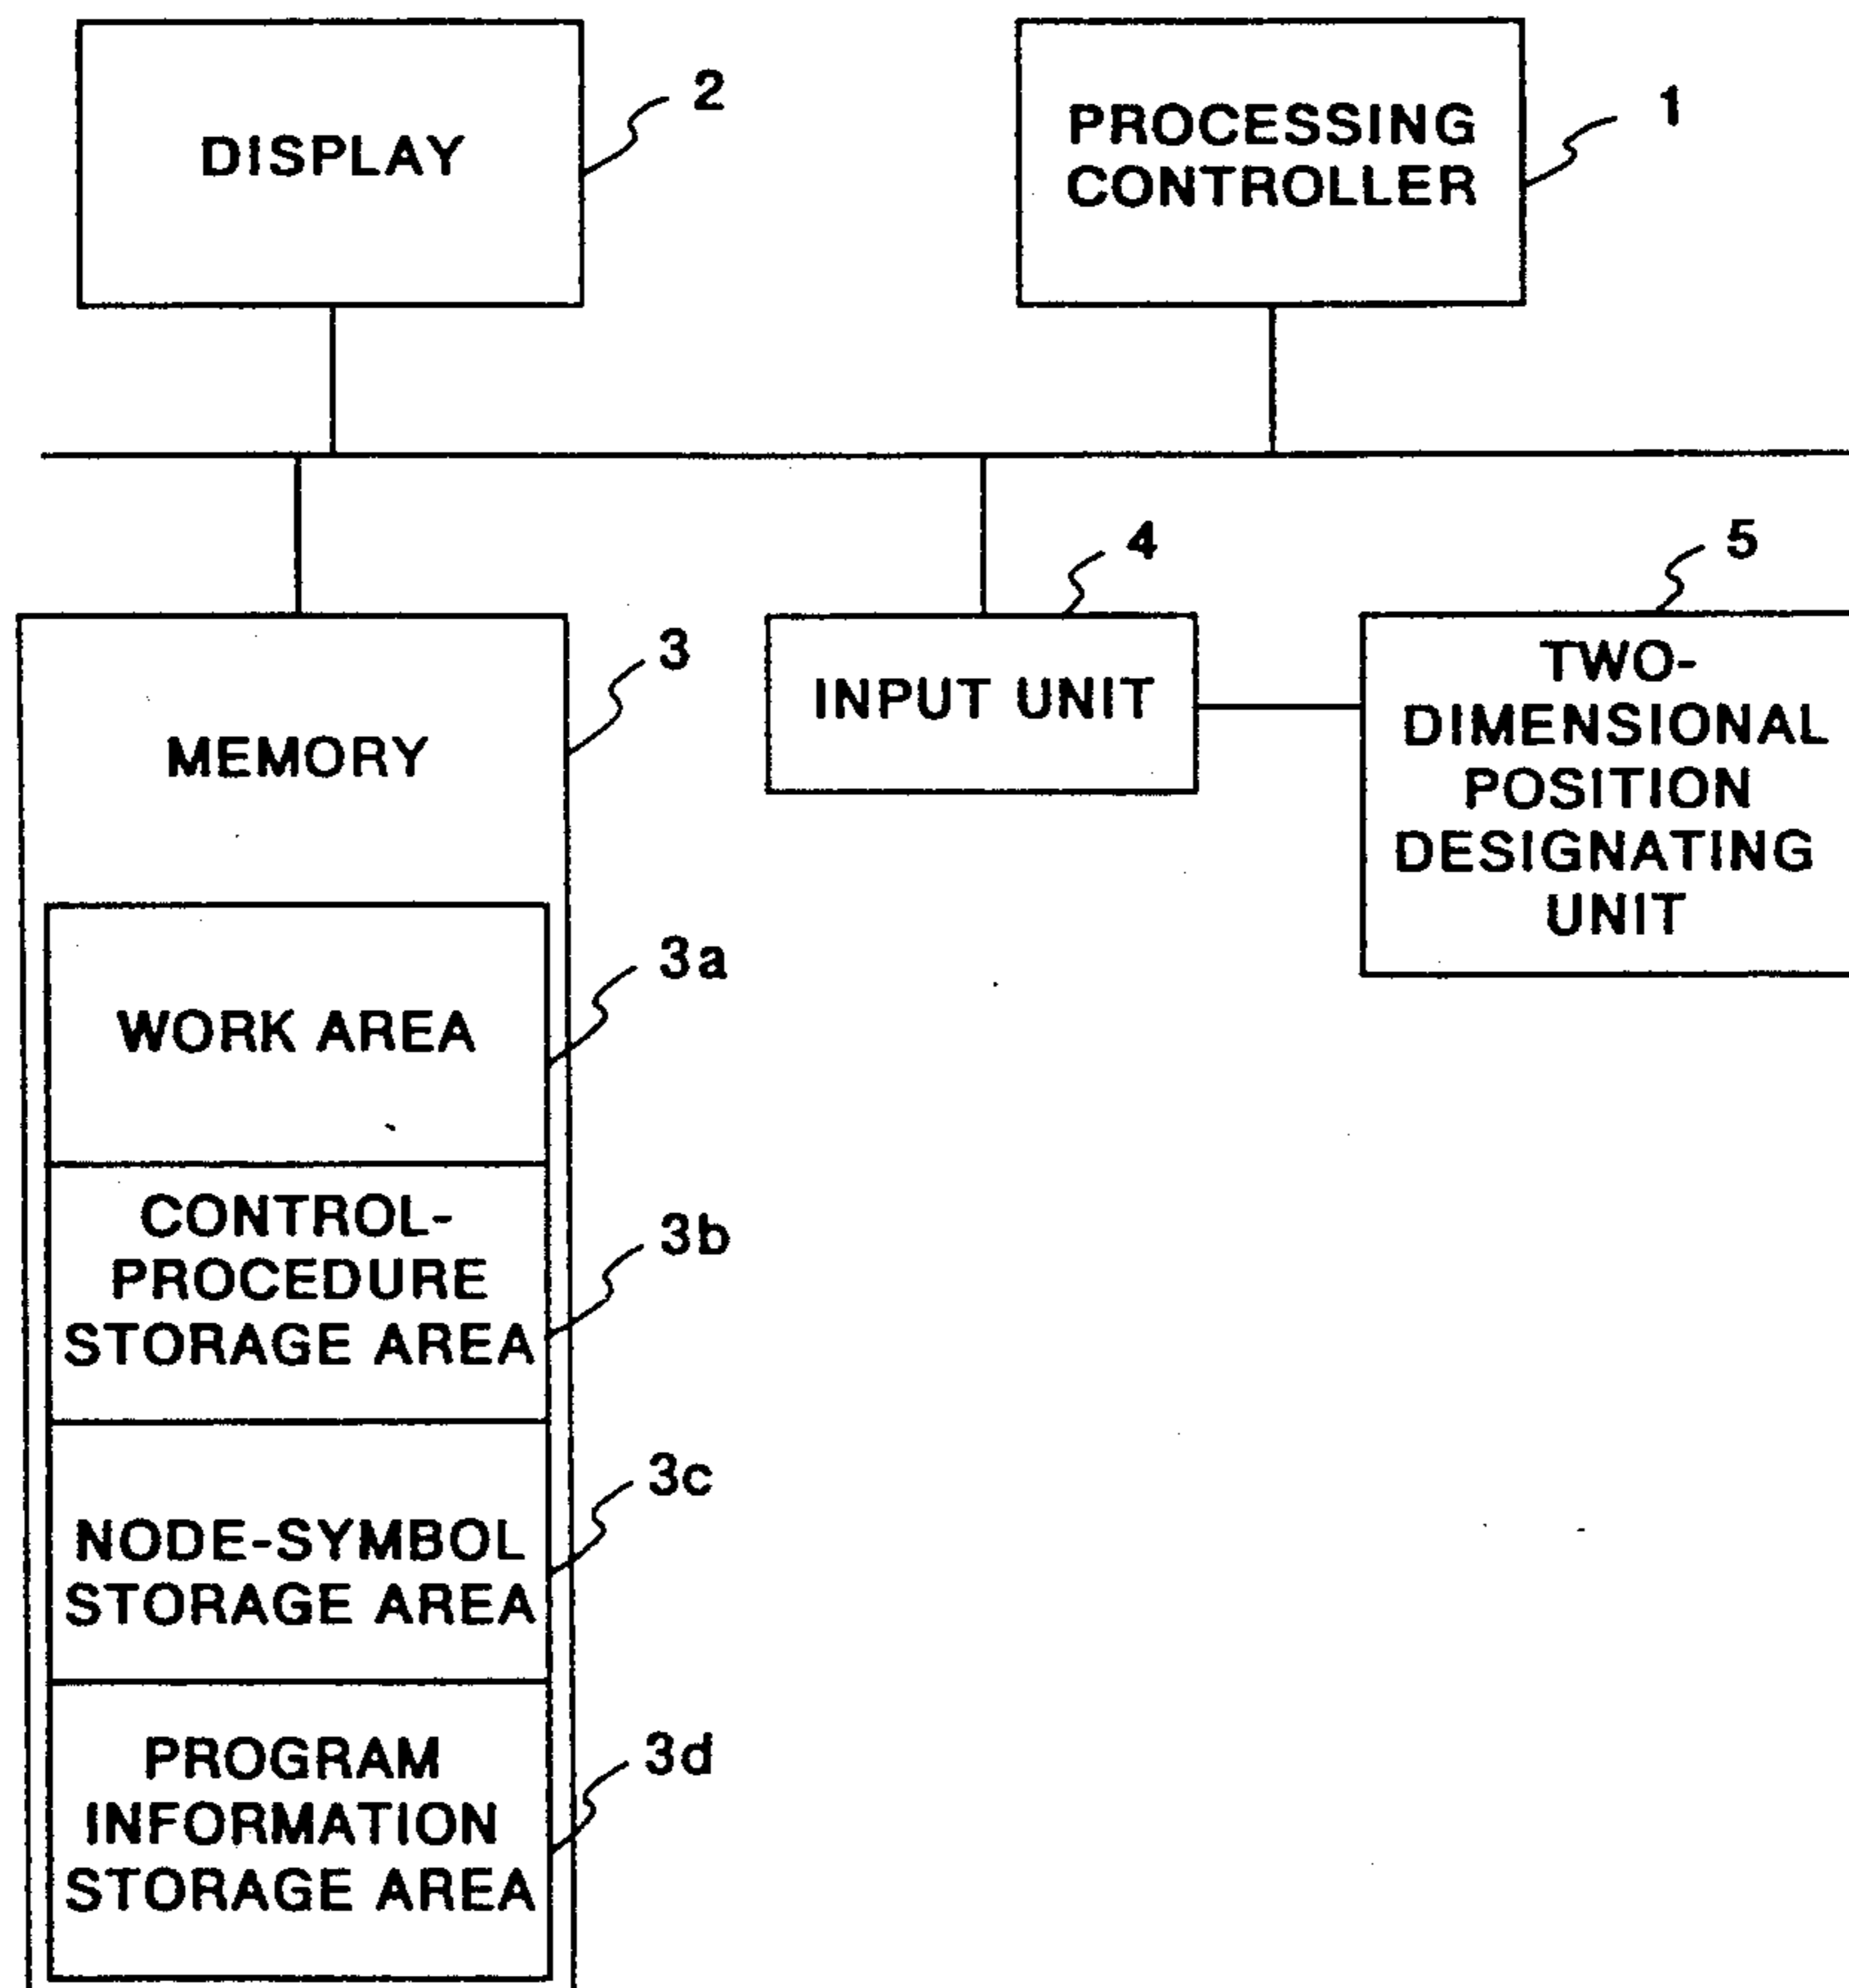 DISPLAY
2
PROCESSING
CONTROLLER
1
MEMORY
3
INPUT UNIT
4
TWO-
DIMENSIONAL
POSITION
DESIGNATING
UNIT
5
WORK AREA
3a
CONTROL-
PROCEDURE
STORAGE AREA
3b
NODE-SYMBOL
STORAGE AREA
3c
PROGRAM
INFORMATION
STORAGE AREA
3d